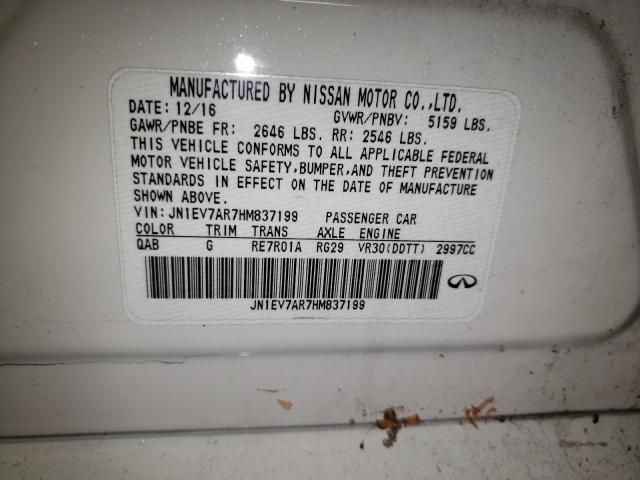 MANUFACTURED BY NISSAN MOTOR CO.,LTD.
DATE: 12/16 GVWR/PNBV: 5159 LBS.
GAWR/PNBE FR: 2646 LBS. RR: 2546 LBS.
THIS VEHICLE CONFORMS TO ALL APPLICABLE FEDERAL
MOTOR VEHICLE SAFETY,BUMPER,AND THEFT PREVENTION
STANDARDS IN EFFECT ON THE DATE OF MANUFACTURE
SHOWN ABOVE.
VIN: JN1EV7AR7HM837199 PASSENGER CAR
COLOR TRIM TRANS AXLE ENGINE
QAB G RE7R01A RG29 VR30(DDTT) 2997CC
JN1EV7AR7HM837199